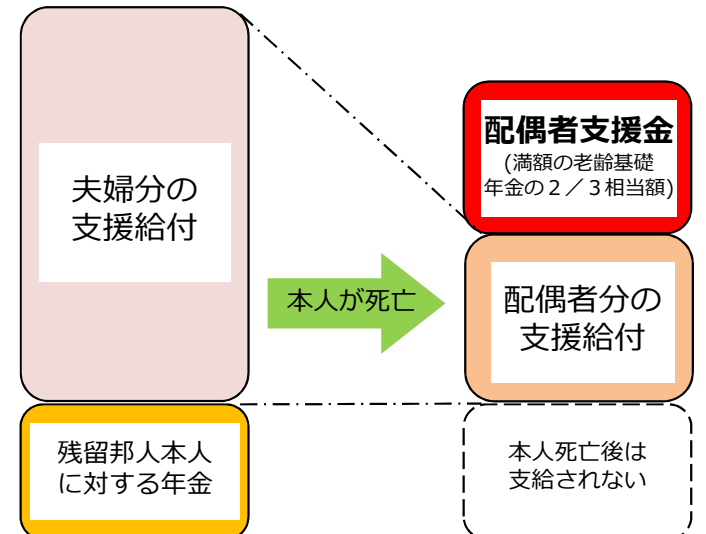 夫婦分の
支援給付
残留邦人本人
に対する年金
本人が死亡
配偶者支援金
(満額の老齢基礎
年金の２／３相当額)
配偶者分の
支援給付
本人死亡後は
支給されない